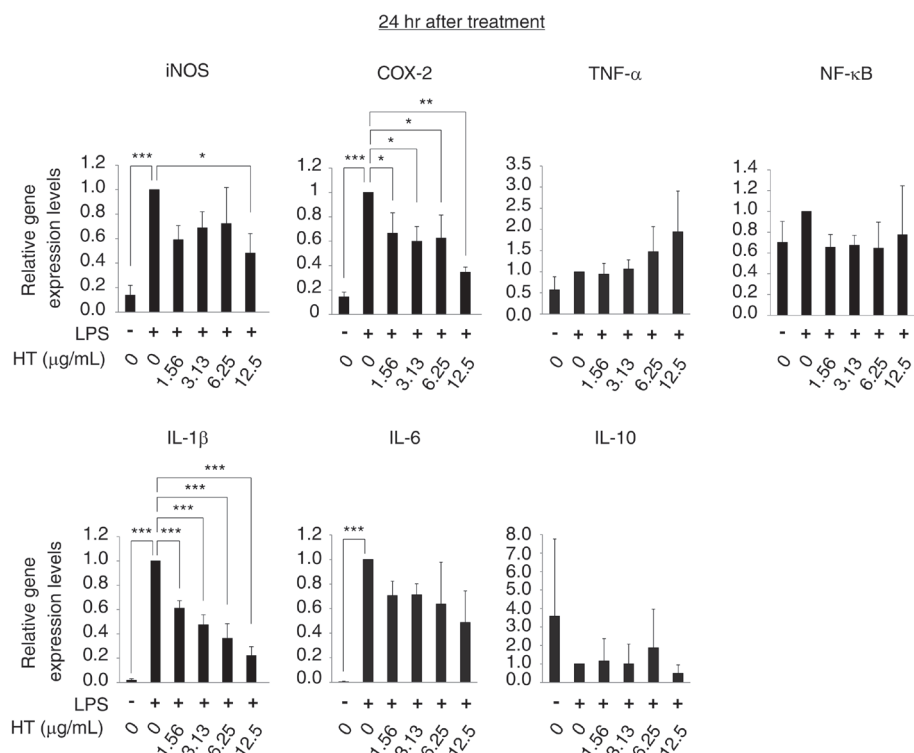 24 hr after treatment
iNOS
COX-2
TNF-α
NF-κB
Relative gene
expression levels
1.2
1.0
0.8
0.6
0.4
0.2
0.0
***
*
1.2
1
0.8
0.6
0.4
0.2
0
***
*
*
*
**
3.5
3.0
2.5
2.0
1.5
1.0
0.5
0.0
1.4
1.2
1.0
0.8
0.6
0.4
0.2
0.0
LPS - + + + + +
- + + + + +
- + + + + +
- + + + + +
HT (μg/mL) 0 0 1.56 3.13 6.25 12.5
0 0 1.56 3.13 6.25 12.5
0 0 1.56 3.13 6.25 12.5
0 0 1.56 3.13 6.25 12.5
IL-1β
IL-6
IL-10
Relative gene
expression levels
1.2
1.0
0.8
0.6
0.4
0.2
0.0
***
***
***
***
***
1.2
1
0.8
0.6
0.4
0.2
0
***
8.0
7.0
6.0
5.0
4.0
3.0
2.0
1.0
0.0
LPS - + + + + +
- + + + + +
- + + + + +
HT (μg/mL) 0 0 1.56 3.13 6.25 12.5
0 0 1.56 3.13 6.25 12.5
0 0 1.56 3.13 6.25 12.5